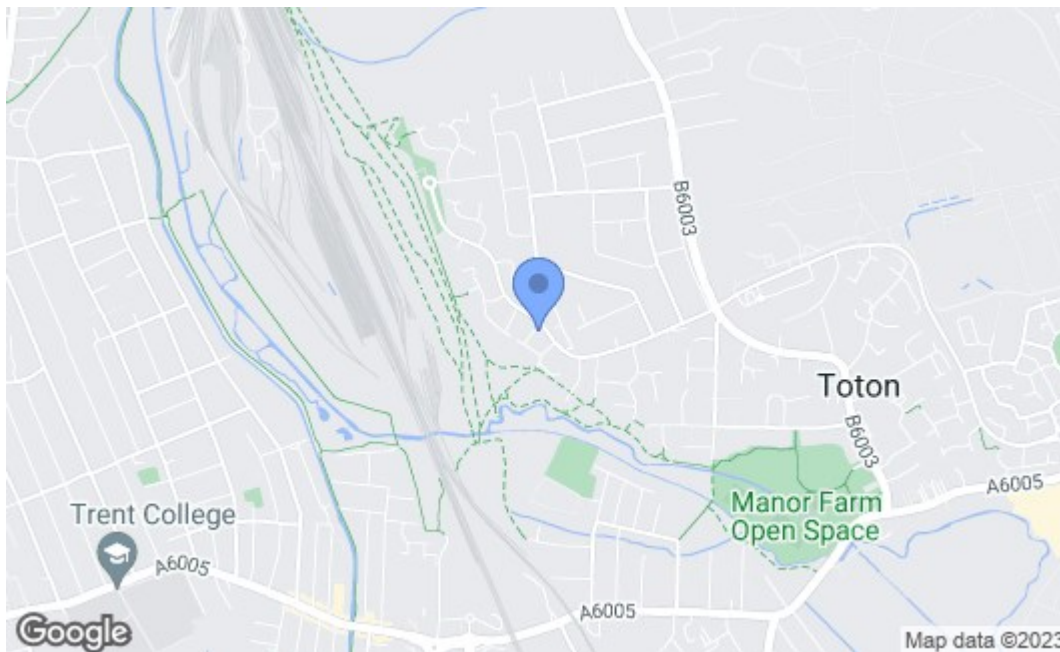 B6003
Toton
B6003
A6005
Manor Farm
Open Space
Trent College
A6005
A6005
Google
Map data ©2023